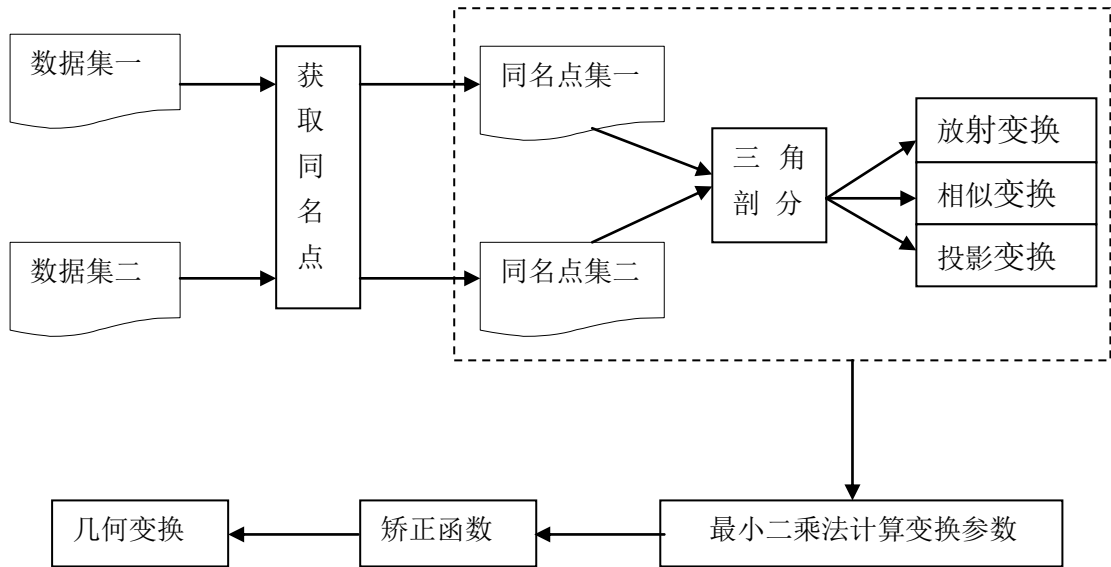 数据集一
获
取
同
名
点
同名点集一
三 角
剖 分
放射变换
相似变换
投影变换
数据集二
同名点集二
几何变换
矫正函数
最小二乘法计算变换参数